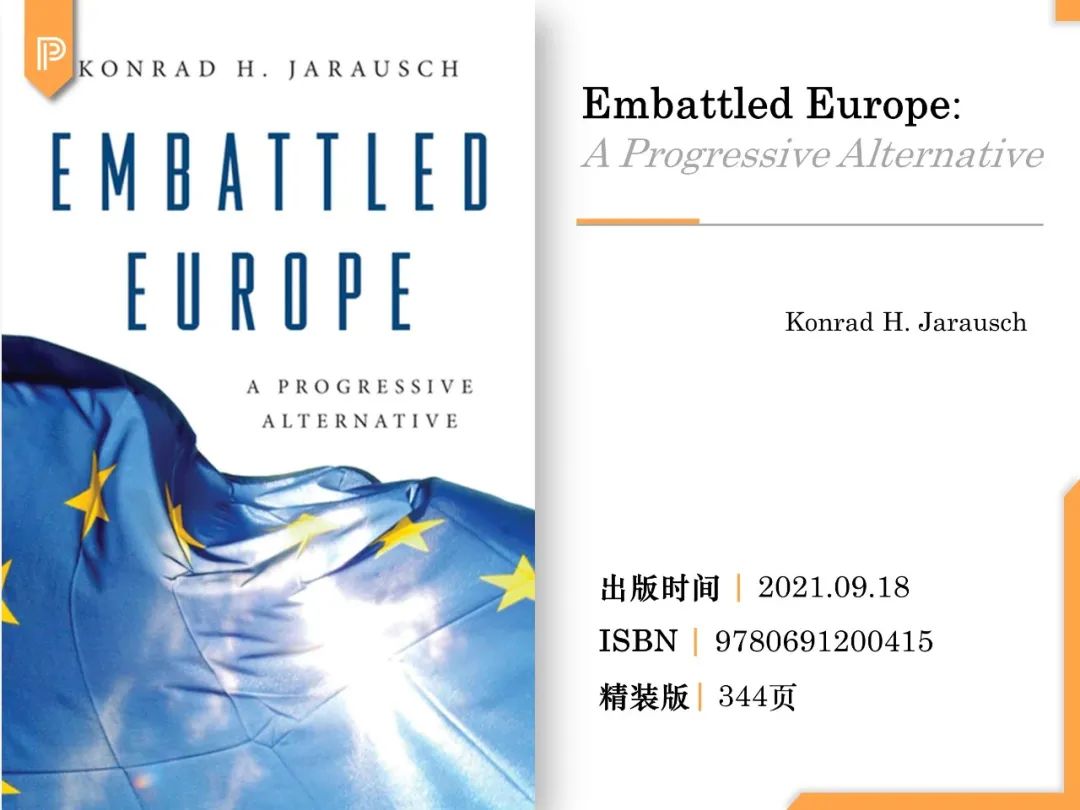 KONRAD H. JARAUSCH
EMBATTLED
EUROPE
A PROGRESSIVE
ALTERNATIVE
Embattled Europe:
A Progressive Alternative
Konrad H. Jarausch
出版时间 | 2021.09.18
ISBN | 9780691200415
精装版 | 344页